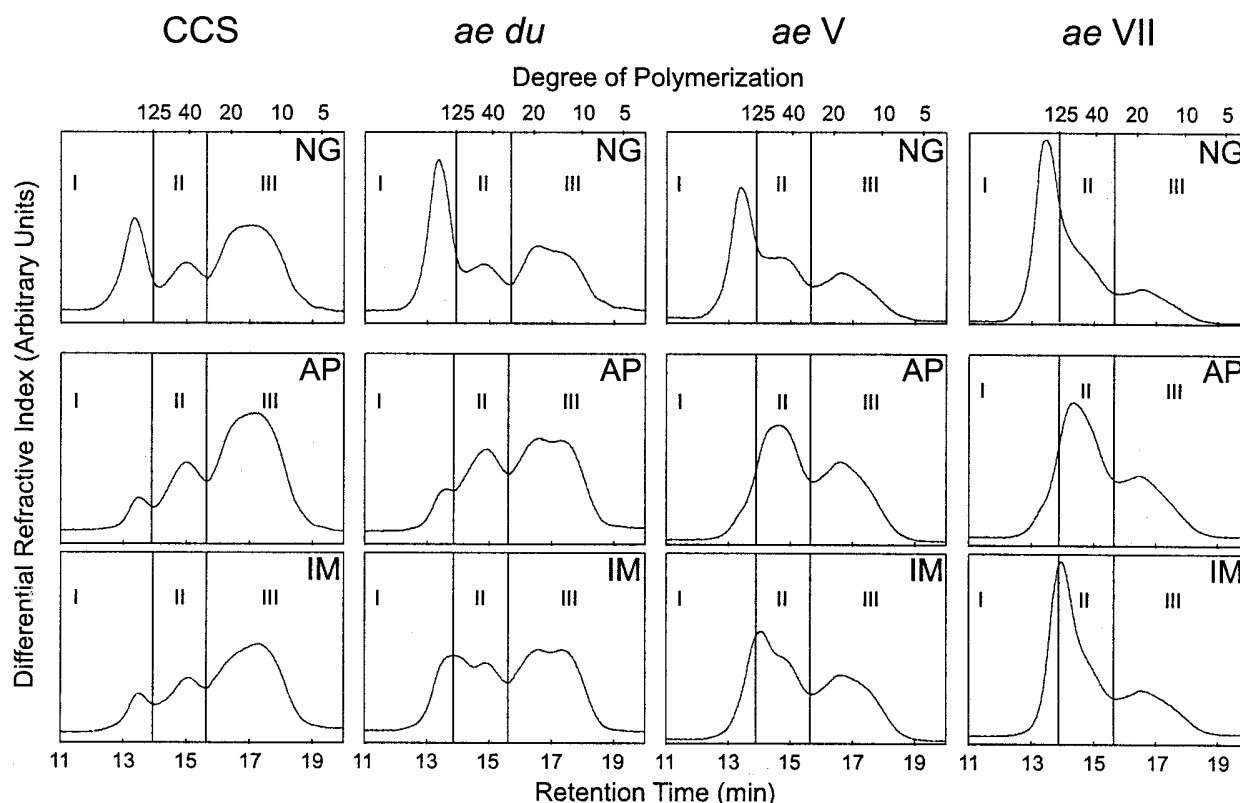 CCS ae du ae V ae VII
Degree of Polymerization
125 40 20 10 5 125 40 20 10 5 125 40 20 10 5 125 40 20 10 5
NG NG NG NG
I II III I II III I II III I II III
AP AP AP AP
I II III I II III I II III I II III
IM IM IM IM
I II III I II III I II III I II III
11 13 15 17 19 11 13 15 17 19 11 13 15 17 19 11 13 15 17 19
Retention Time (min)
Differential Refractive Index (Arbitrary Units)